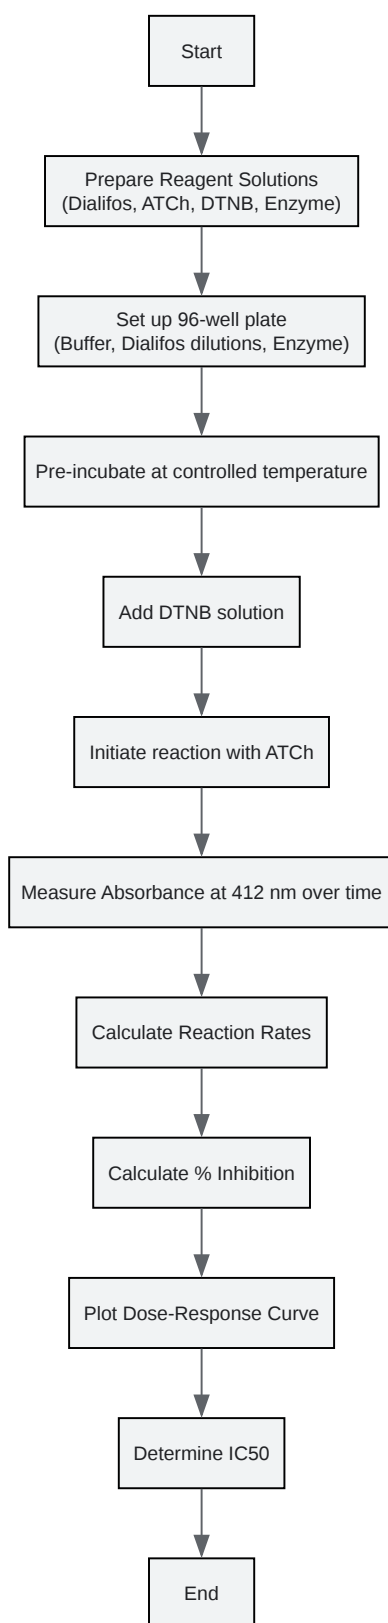 Start
Prepare Reagent Solutions
(Dialifos, ATCh, DTNB, Enzyme)
Set up 96-well plate
(Buffer, Dialifos dilutions, Enzyme)
Pre-incubate at controlled temperature
Add DTNB solution
Initiate reaction with ATCh
Measure Absorbance at 412 nm over time
Calculate Reaction Rates
Calculate % Inhibition
Plot Dose-Response Curve
Determine IC50
End